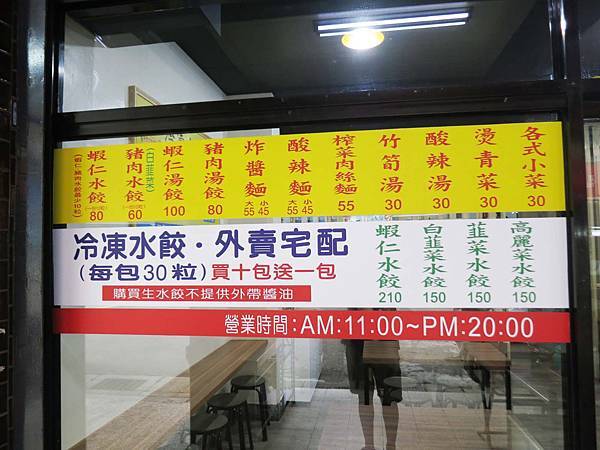 各式小菜 30
燙青菜 30
酸辣湯 30
竹筍湯 30
榨菜肉絲麵 55
酸辣麵 大55 小45
炸醬麵 大55 小45
豬肉湯餃 80
蝦仁湯餃 100
豬肉水餃 60
蝦仁水餃 80
冷凍水餃·外賣宅配
(每包30粒)買十包送一包
購買生水餃不提供外帶醬油
蝦仁水餃 210
白韮菜水餃 150
韮菜水餃 150
高麗菜水餃 150
營業時間:AM:11:00~PM:20:00